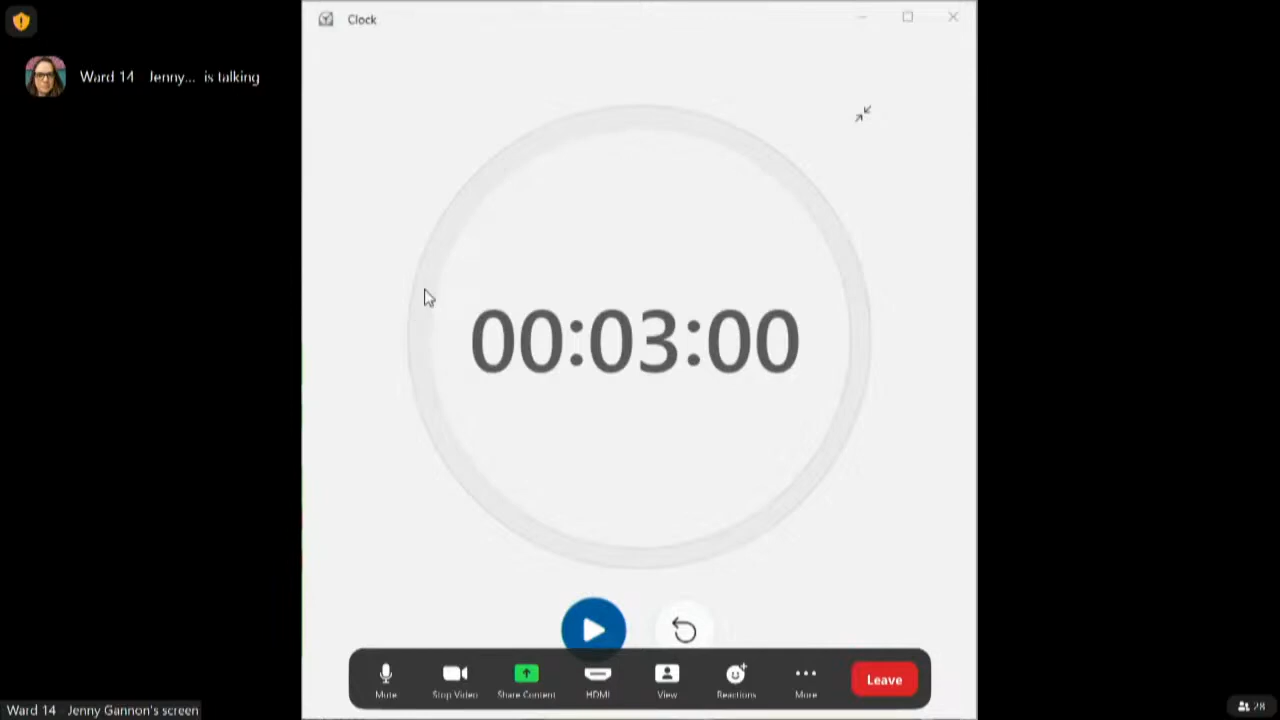 Clock
Ward 14 Jenny... is talking
00:03:00
Mute
Stop Video
Share Content
HDMI
View
Reactions
More
Leave
Ward 14 Jenny Gannon's screen
28